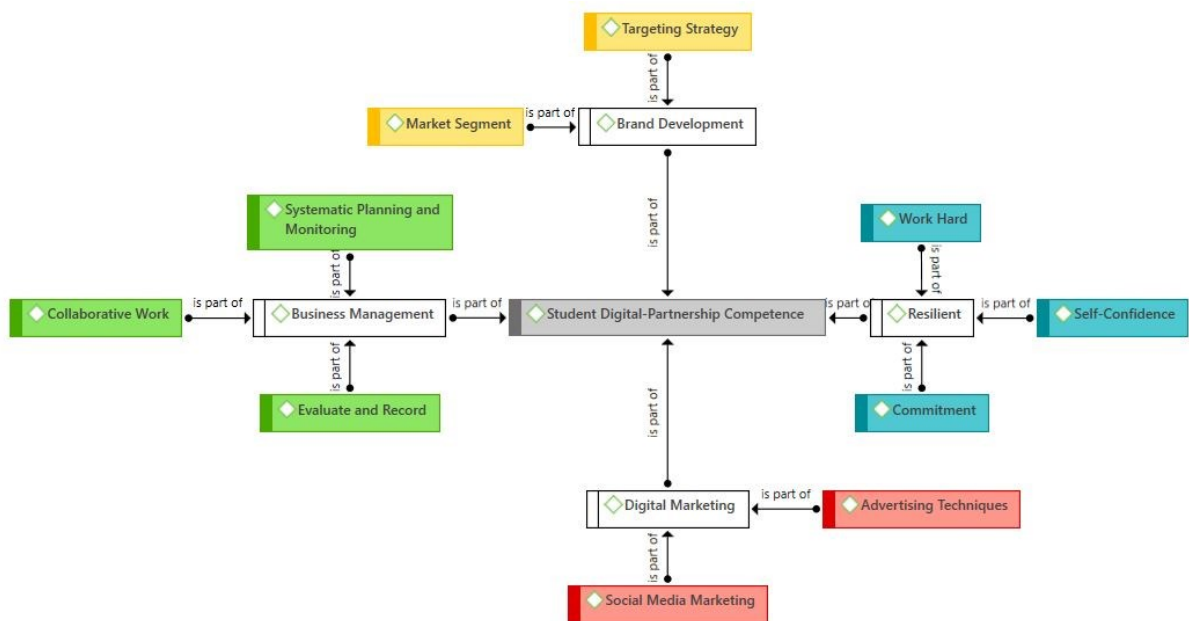 Targeting Strategy
is part of
is part of
Market Segment
Brand Development
Systematic Planning and
Monitoring
is part of
Work Hard
is part of
is part of
Collaborative Work
is part of
Business Management
is part of
Student Digital-Partnership Competence
is part of
Resilient
is part of
Self-Confidence
is part of
is part of
Evaluate and Record
is part of
Commitment
Digital Marketing
is part of
Advertising Techniques
is part of
Social Media Marketing